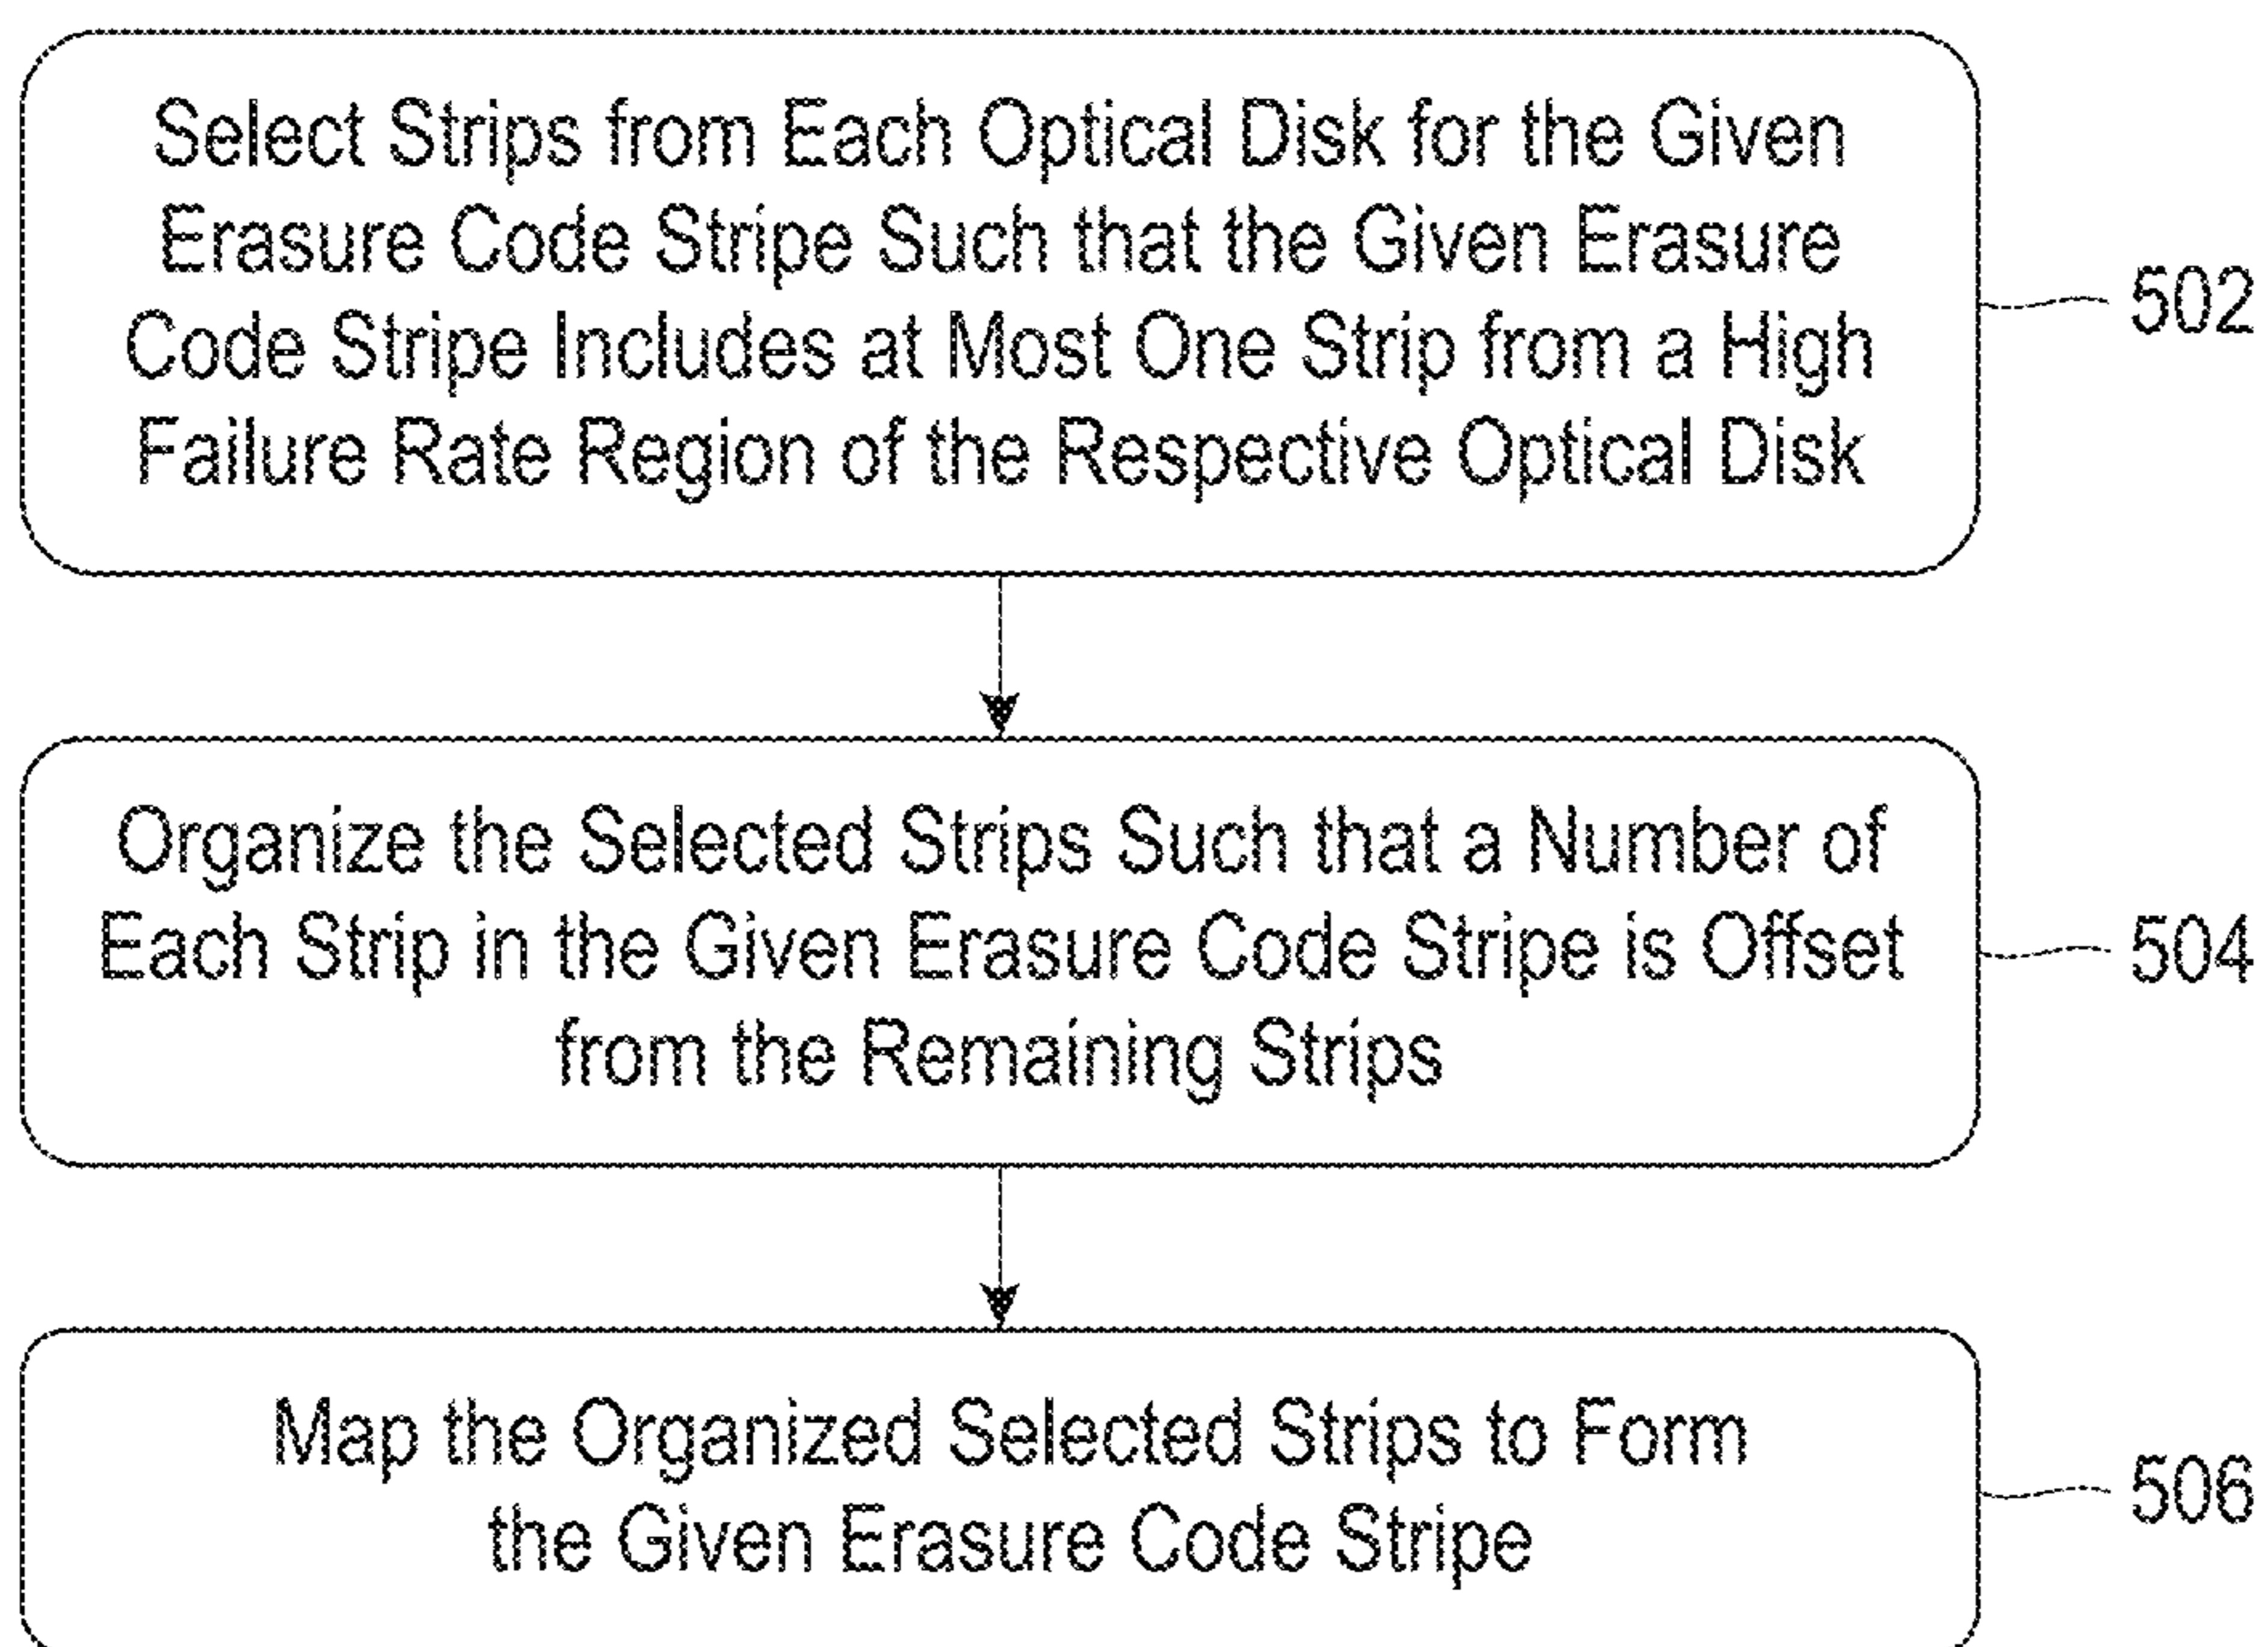 Select Strips from Each Optical Disk for the Given
Erasure Code Stripe Such that the Given Erasure
Code Stripe Includes at Most One Strip from a High
Failure Rate Region of the Respective Optical Disk
502
Organize the Selected Strips Such that a Number of
Each Strip in the Given Erasure Code Stripe is Offset
from the Remaining Strips
504
Map the Organized Selected Strips to Form
the Given Erasure Code Stripe
506